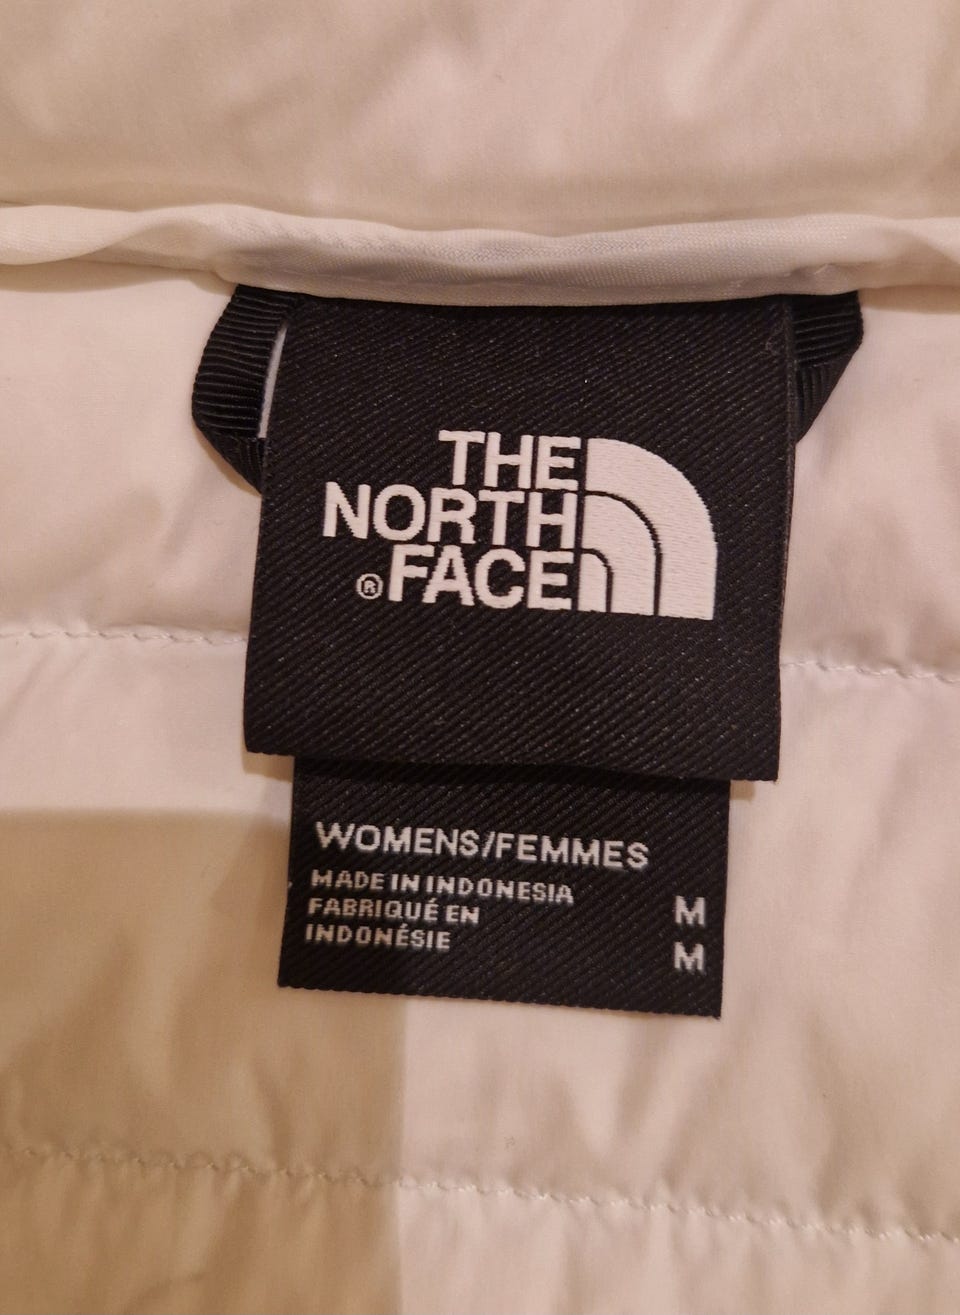 THE
NORTH
®FACE
WOMENS/FEMMES
MADE IN INDONESIA
FABRIQUÉ EN
INDONÉSIE
M
M